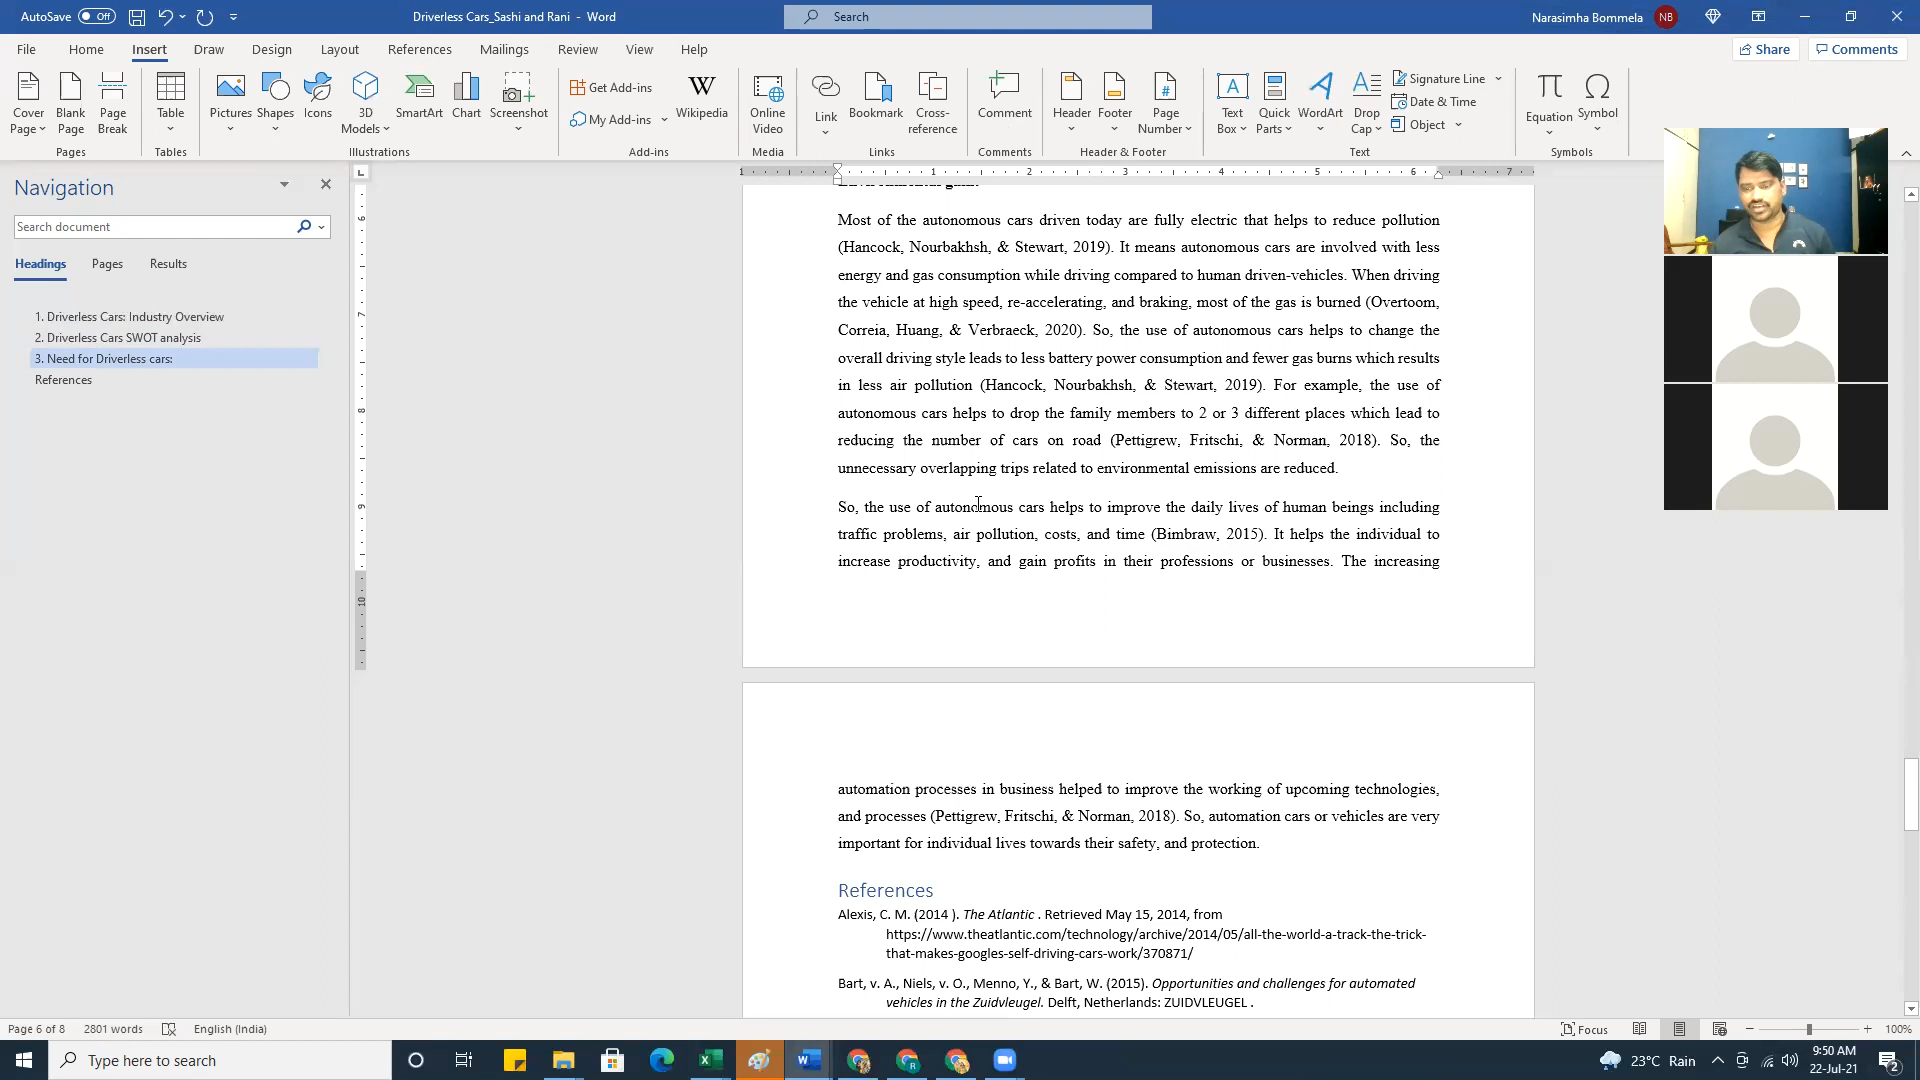 AutoSave Off
Driverless Cars_Sashi and Rani - Word
Search
Narasimha Bommela NB
File Home Insert Draw Design Layout References Mailings Review View Help
Share Comments
Cover Page
Blank Page
Page Break
Table
Pictures
Shapes
Icons
3D Models
SmartArt
Chart
Screenshot
Get Add-ins
My Add-ins
Wikipedia
Online Video
Link
Bookmark
Cross-reference
Comment
Header
Footer
Page Number
Text Box
Quick Parts
WordArt
Drop Cap
Signature Line
Date & Time
Object
Equation
Symbol
Pages Tables Illustrations Add-ins Media Links Comments Header & Footer Text Symbols
Navigation
Search document
Headings Pages Results
1. Driverless Cars: Industry Overview
2. Driverless Cars SWOT analysis
3. Need for Driverless cars:
References
Most of the autonomous cars driven today are fully electric that helps to reduce pollution
(Hancock, Nourbakhsh, & Stewart, 2019). It means autonomous cars are involved with less
energy and gas consumption while driving compared to human driven-vehicles. When driving
the vehicle at high speed, re-accelerating, and braking, most of the gas is burned (Overtoom,
Correia, Huang, & Verbraeck, 2020). So, the use of autonomous cars helps to change the
overall driving style leads to less battery power consumption and fewer gas burns which results
in less air pollution (Hancock, Nourbakhsh, & Stewart, 2019). For example, the use of
autonomous cars helps to drop the family members to 2 or 3 different places which lead to
reducing the number of cars on road (Pettigrew, Fritschi, & Norman, 2018). So, the
unnecessary overlapping trips related to environmental emissions are reduced.
So, the use of autonomous cars helps to improve the daily lives of human beings including
traffic problems, air pollution, costs, and time (Bimbraw, 2015). It helps the individual to
increase productivity, and gain profits in their professions or businesses. The increasing
automation processes in business helped to improve the working of upcoming technologies,
and processes (Pettigrew, Fritschi, & Norman, 2018). So, automation cars or vehicles are very
important for individual lives towards their safety, and protection.
References
Alexis, C. M. (2014 ). The Atlantic . Retrieved May 15, 2014, from
https://www.theatlantic.com/technology/archive/2014/05/all-the-world-a-track-the-trick-
that-makes-googles-self-driving-cars-work/370871/
Bart, v. A., Niels, v. O., Menno, Y., & Bart, W. (2015). Opportunities and challenges for automated
vehicles in the Zuidvleugel. Delft, Netherlands: ZUIDVLEUGEL .
Page 6 of 8 2801 words English (India)
Focus
100%
Type here to search
23°C Rain
9:50 AM
22-Jul-21
2